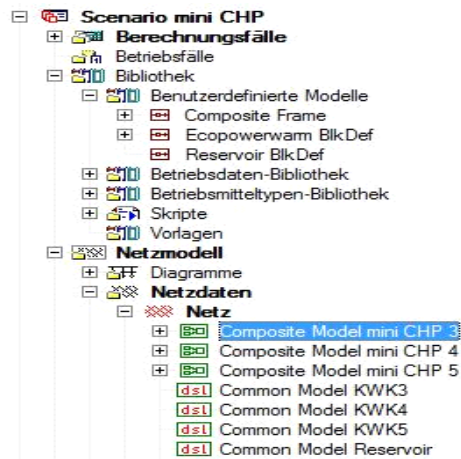 Scenario mini CHP
Berechnungsfälle
Betriebsfälle
Bibliothek
Benutzerdefinierte Modelle
Composite Frame
Ecopowerwarm BlkDef
Reservoir BlkDef
Betriebsdaten-Bibliothek
Betriebsmitteltypen-Bibliothek
Skripte
Vorlagen
Netzmodell
Diagramme
Netzdaten
Netz
Composite Model mini CHP 3
Composite Model mini CHP 4
Composite Model mini CHP 5
dsl Common Model KWK3
dsl Common Model KWK4
dsl Common Model KWK5
dsl Common Model Reservoir